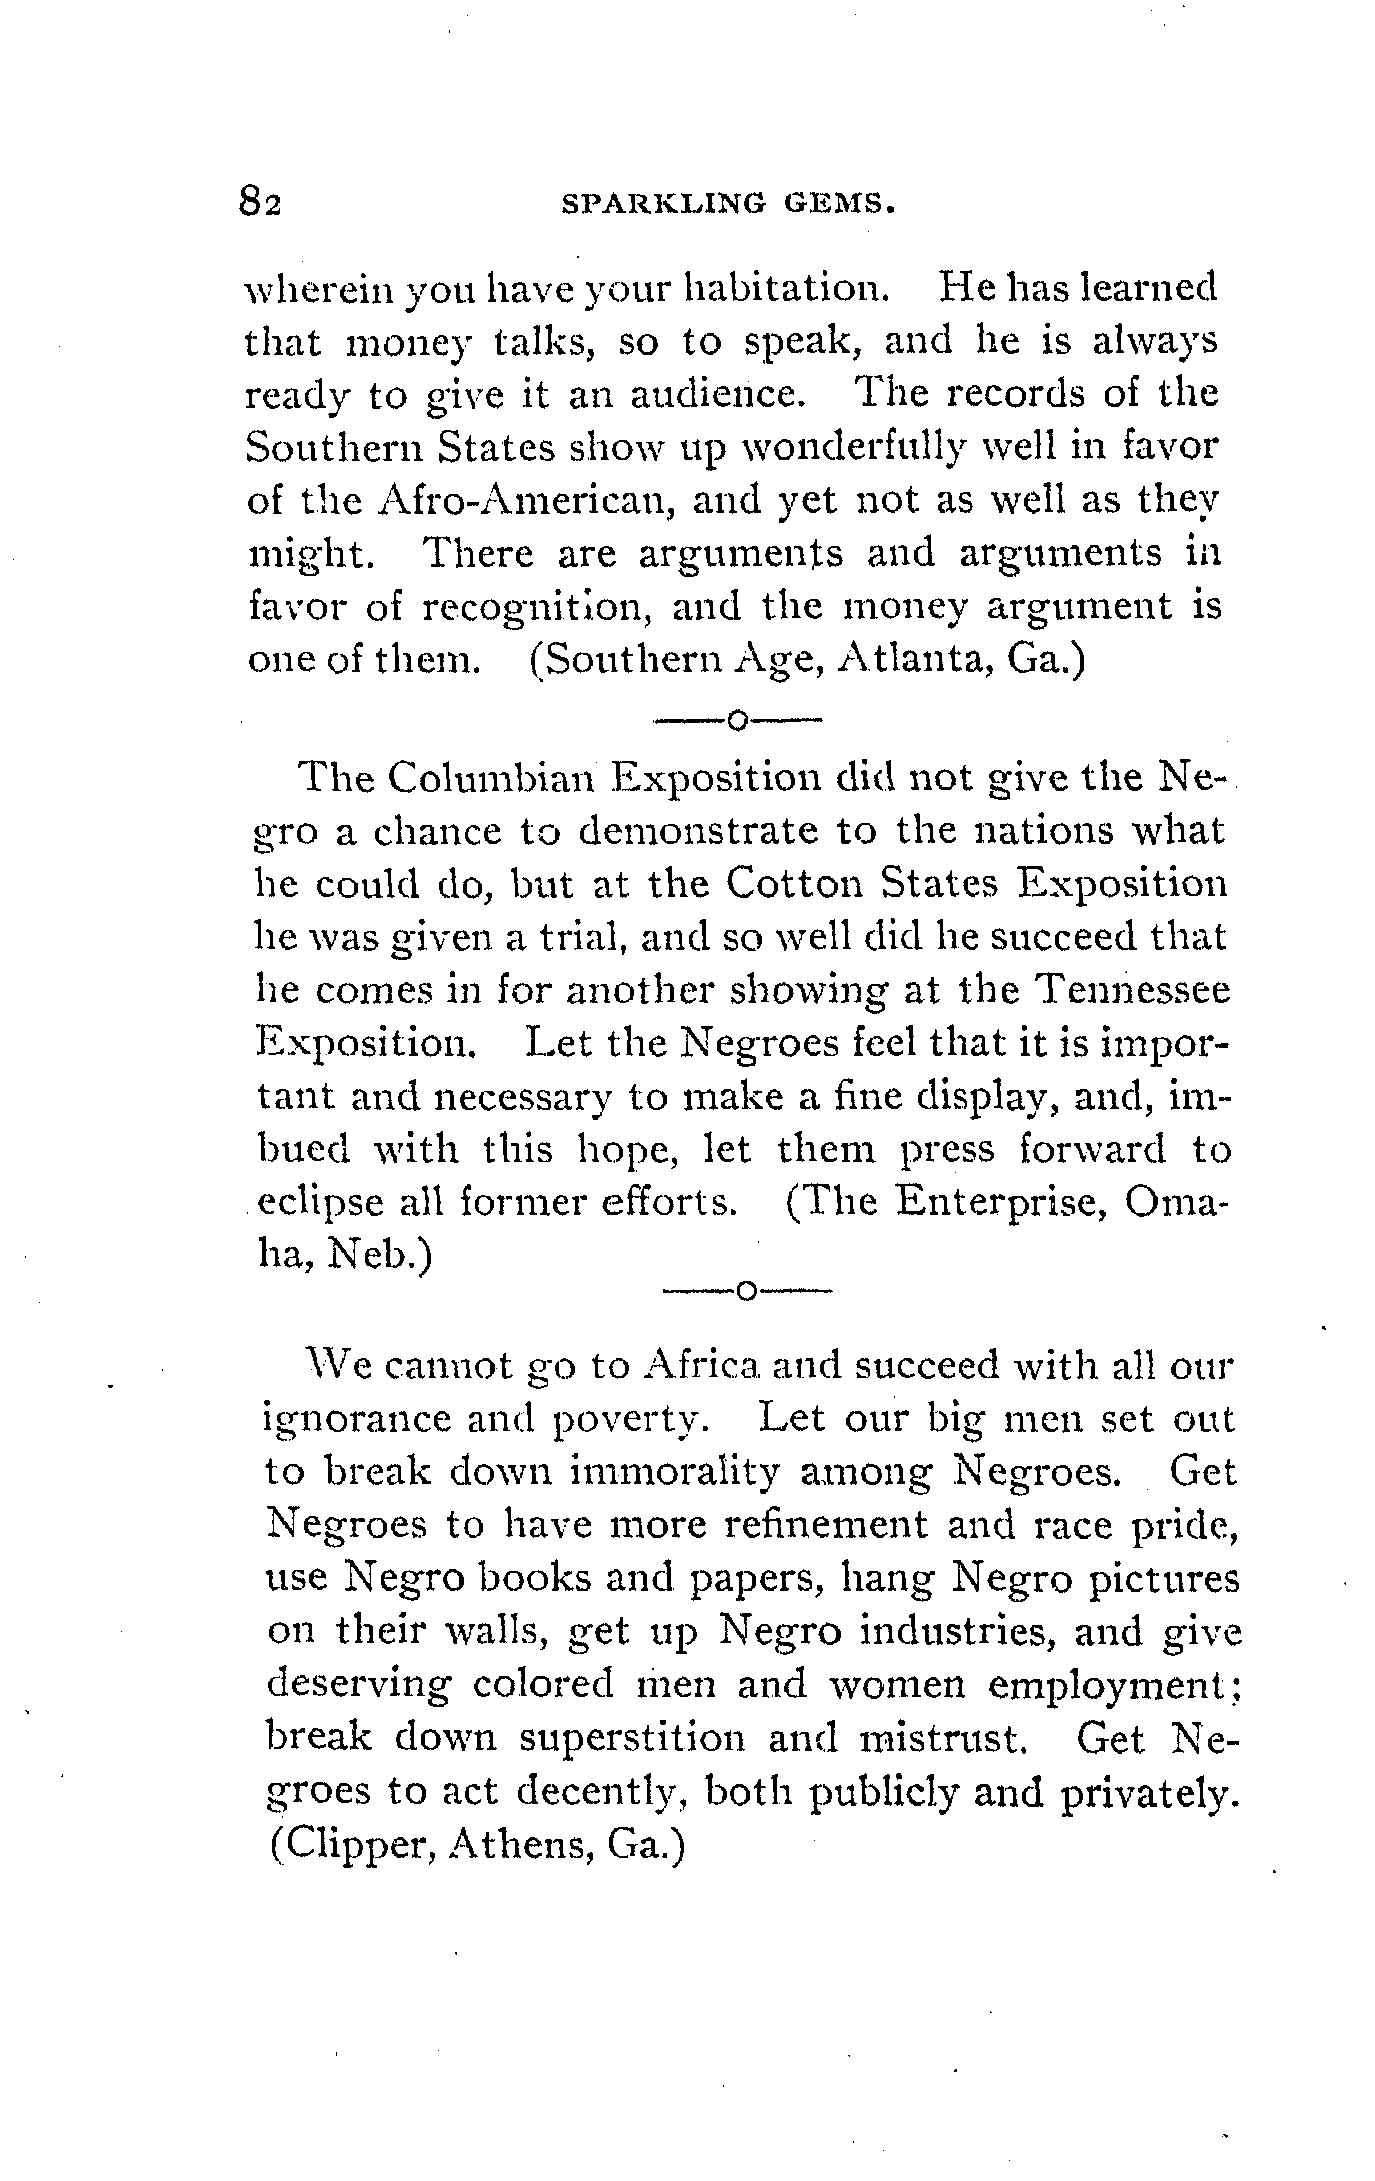 82 SPARKLING GEMS.
wherein you have your habitation. He has learned
that money talks, so to speak, and he is always
ready to give it an audience. The records of the
Southern States show up wonderfully well in favor
of the Afro-American, and yet not as well as they
might. There are arguments and arguments in
favor of recognition, and the money argument is
one of them. (Southern Age, Atlanta, Ga.)
——o——
The Columbian Exposition did not give the Ne-
gro a chance to demonstrate to the nations what
he could do, but at the Cotton States Exposition
he was given a trial, and so well did he succeed that
he comes in for another showing at the Tennessee
Exposition. Let the Negroes feel that it is impor-
tant and necessary to make a fine display, and, im-
bued with this hope, let them press forward to
eclipse all former efforts. (The Enterprise, Oma-
ha, Neb.)
——o——
We cannot go to Africa and succeed with all our
ignorance and poverty. Let our big men set out
to break down immorality among Negroes. Get
Negroes to have more refinement and race pride,
use Negro books and papers, hang Negro pictures
on their walls, get up Negro industries, and give
deserving colored men and women employment;
break down superstition and mistrust. Get Ne-
groes to act decently, both publicly and privately.
(Clipper, Athens, Ga.)